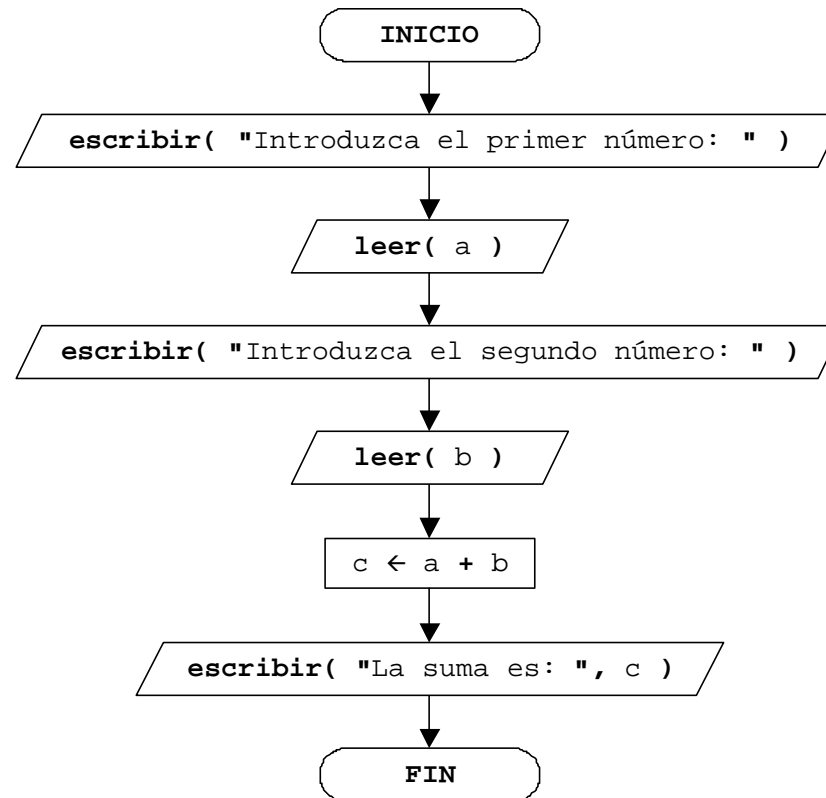 INICIO
escribir( "Introduzca el primer número: " )
leer( a )
escribir( "Introduzca el segundo número: " )
leer( b )
c ← a + b
escribir( "La suma es: ", c )
FIN